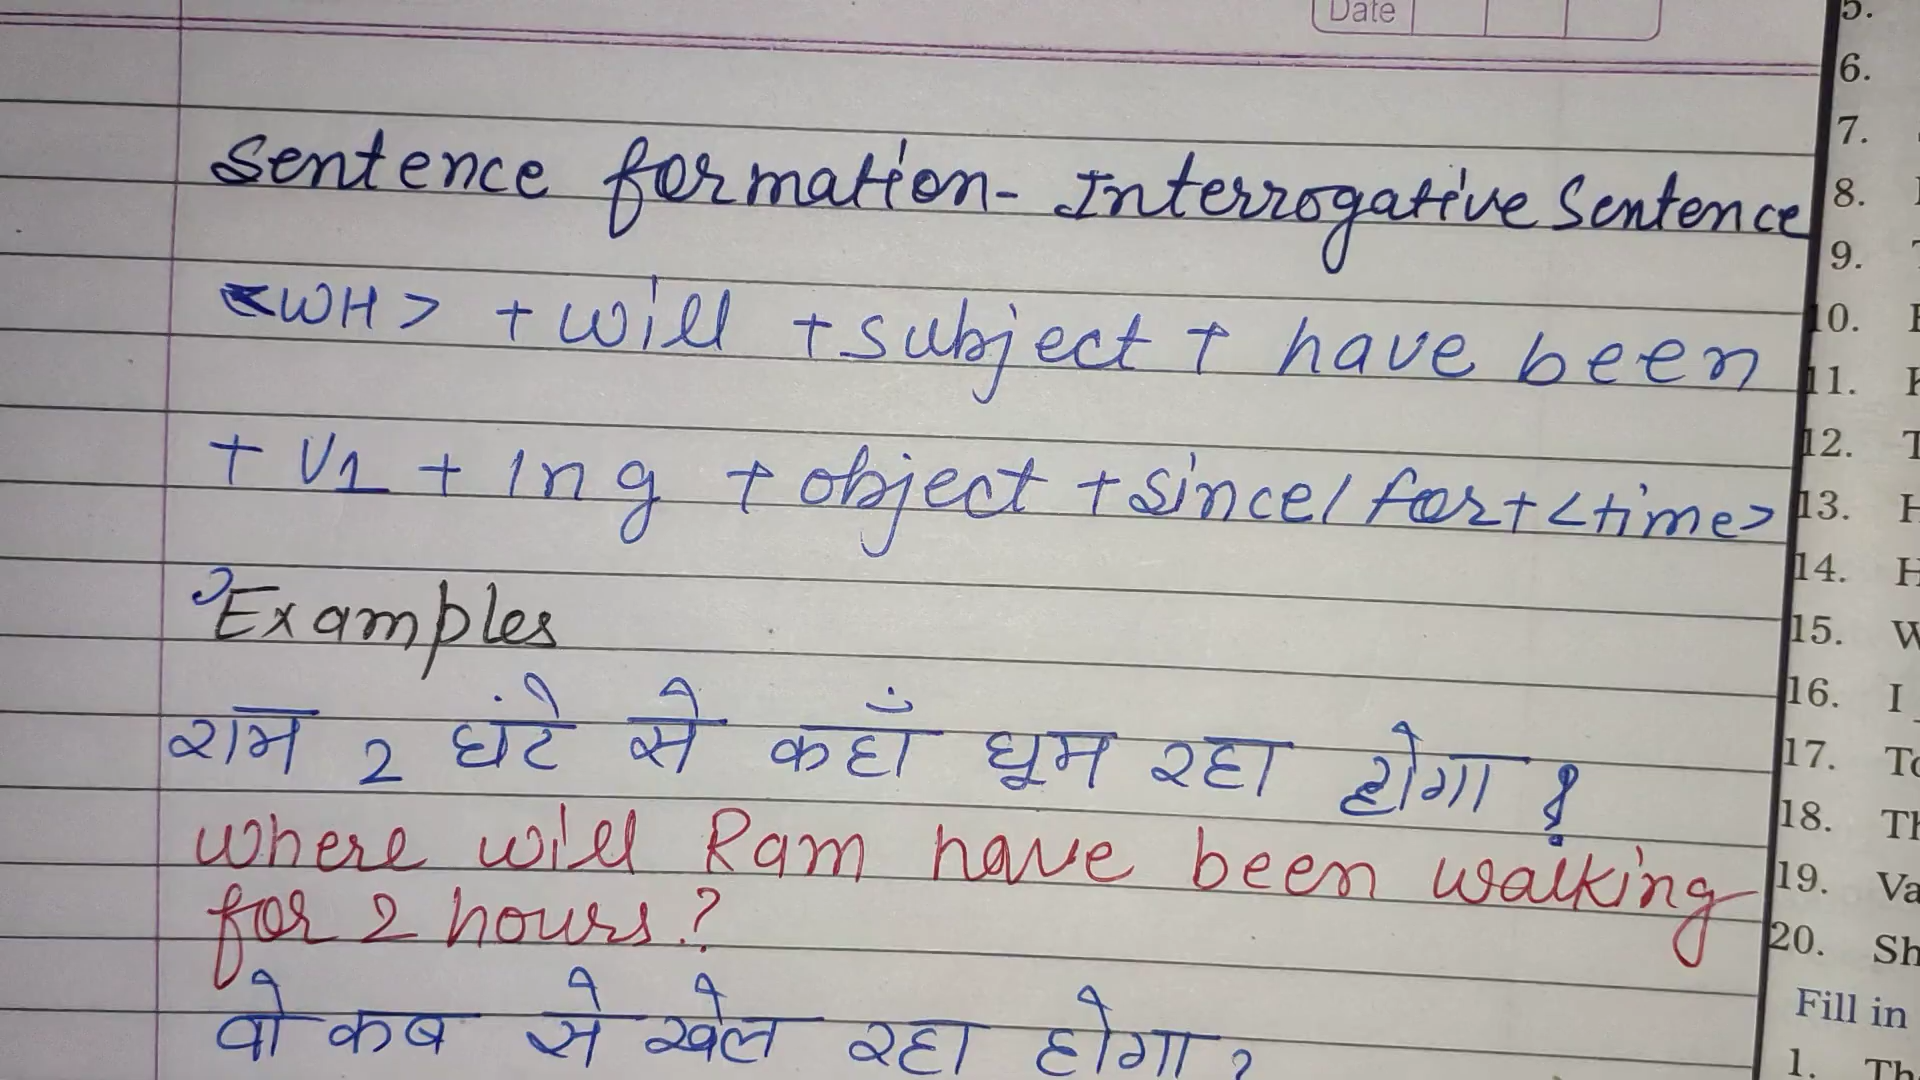 Date
Sentence formation- Interrogative Sentence
<WH> + will + subject + have been
+ V1 + ing + object + since/for + <time>
Examples
राम 2 घंटे से कहाँ घूम रहा होगा ?
where will Ram have been walking
for 2 hours?
वो कब से खेल रहा होगा ?
5.
6.
7.
8.
9.
10.
11.
12.
13.
14.
15.
16. I
17.
18.
19.
20.
Fill in
1.